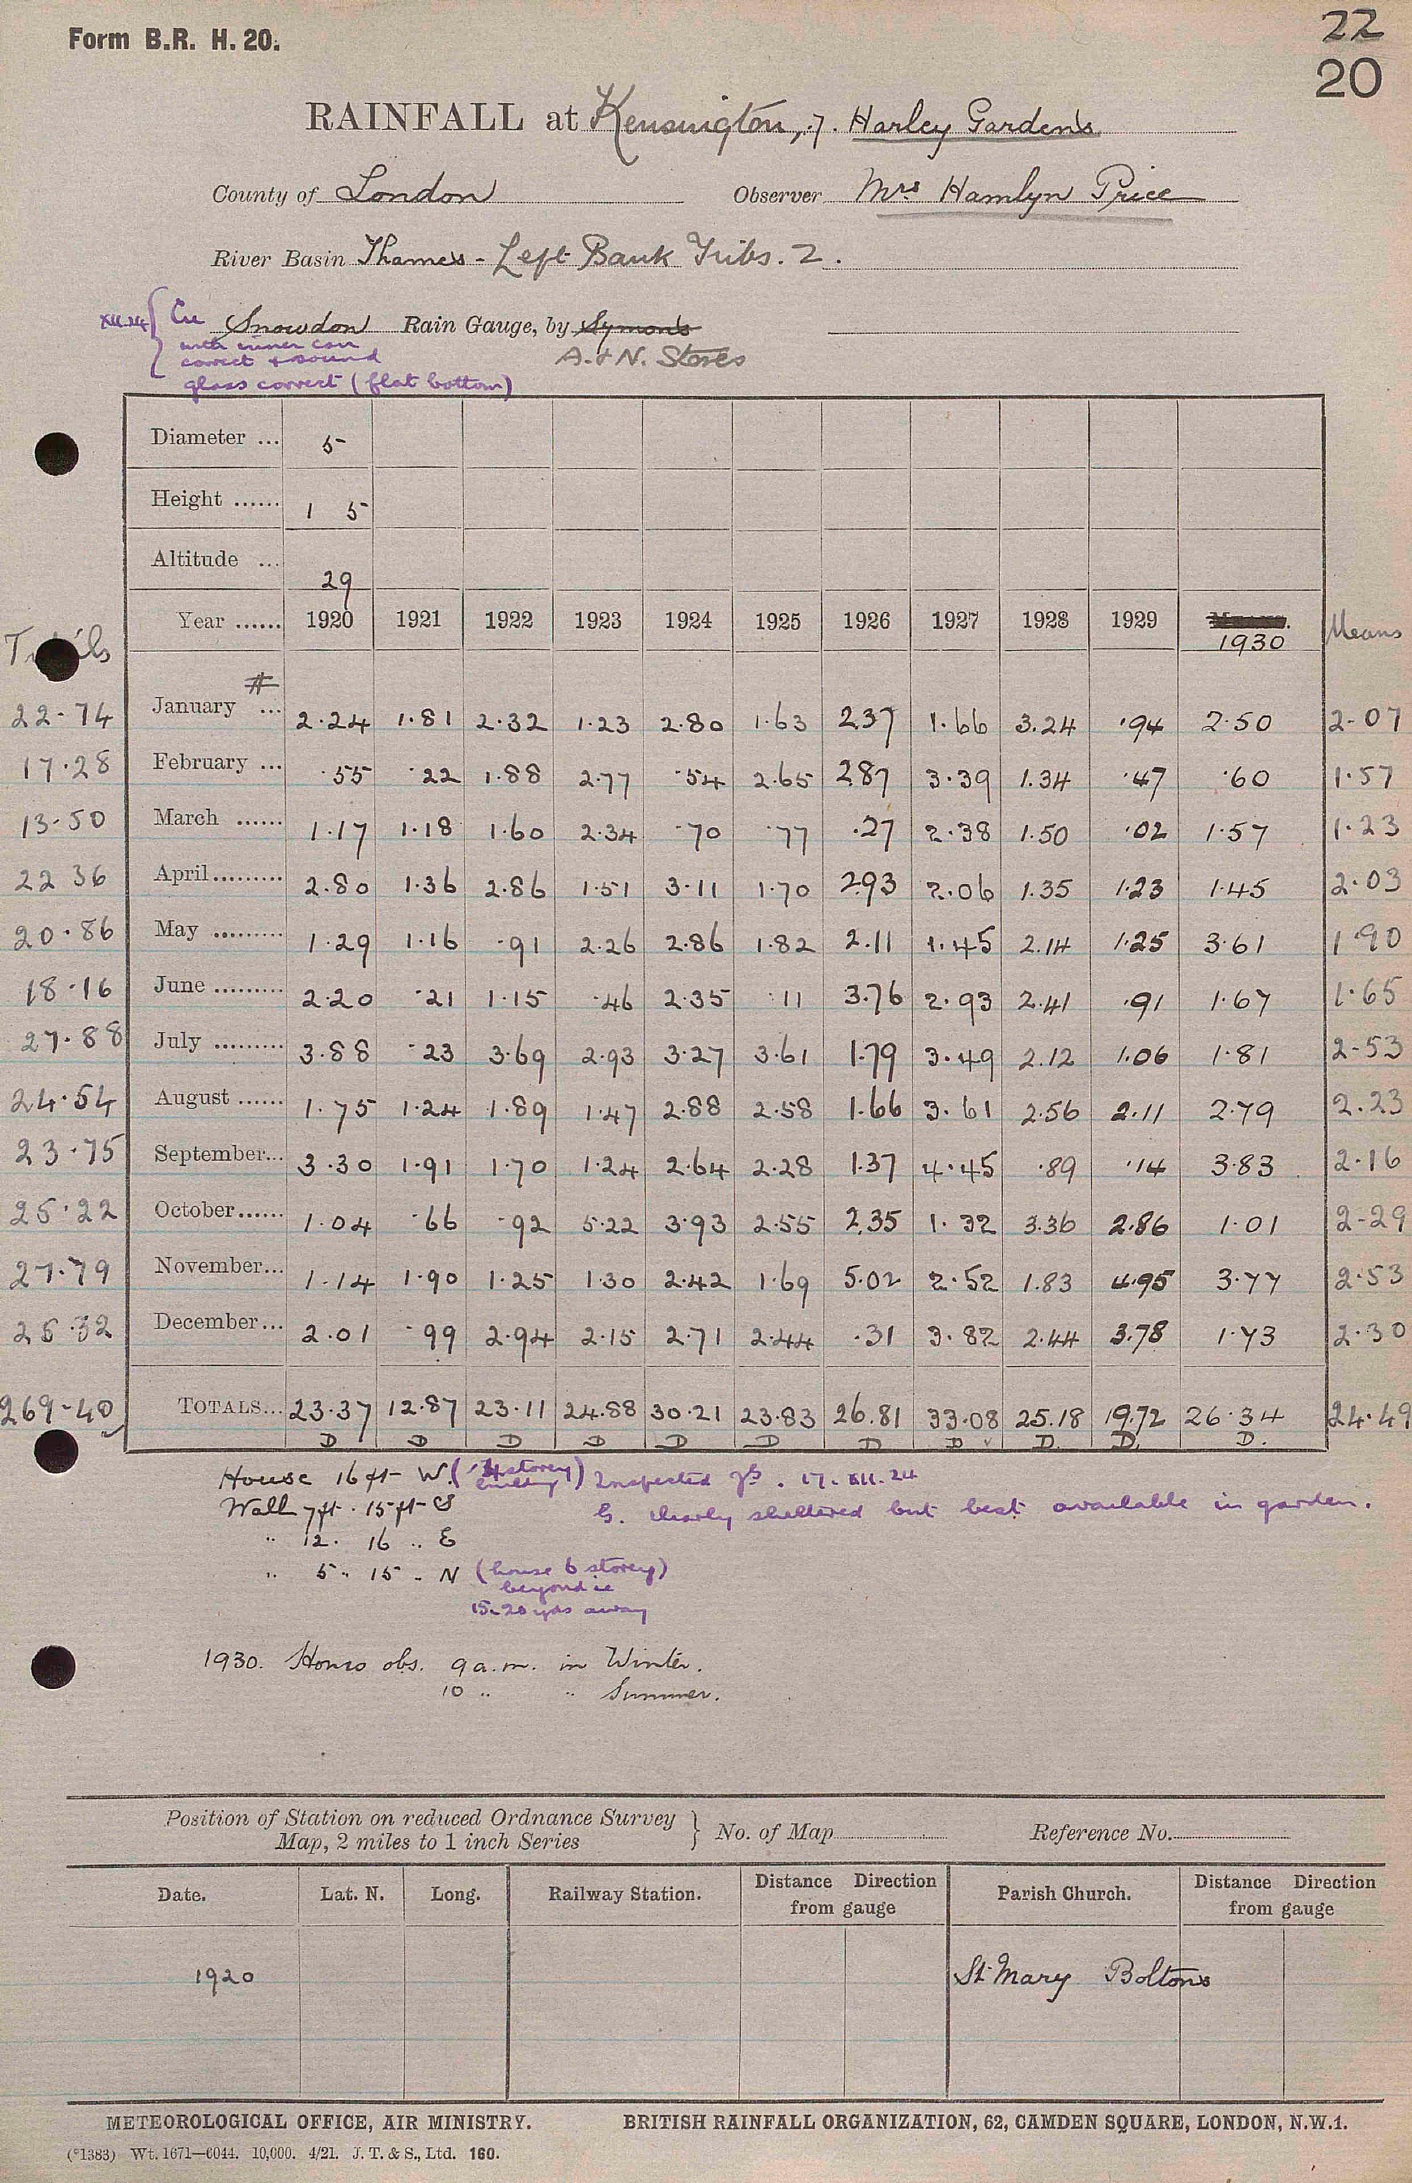 Form B.R. H. 20.
22
20
RAINFALL at Kensington, 7. Harley Gardens
County of London Observer Mrs Hamlyn Price
River Basin Thames - Left Bank Tribs. 2.
XII.24 { Cu Snowdon Rain Gauge, by Symons
with inner can A. & N. Stores
correct & sound
glass correct (flat bottom)
Diameter ... 5
Height ...... 1 5
Altitude ... 29
Totals Year ...... 1920 1921 1922 1923 1924 1925 1926 1927 1928 1929 1930 Means
#
22.74 January ... 2.24 1.81 2.32 1.23 2.80 1.63 2.37 1.66 3.24 .94 2.50 2.07
17.28 February ... .55 .22 1.88 2.77 .54 2.65 2.87 3.39 1.34 .47 .60 1.57
13.50 March ...... 1.17 1.18 1.60 2.34 .70 .77 .27 2.38 1.50 .02 1.57 1.23
22 36 April ......... 2.80 1.36 2.86 1.51 3.11 1.70 2.93 2.06 1.35 1.23 1.45 2.03
20.86 May ......... 1.29 1.16 .91 2.26 2.86 1.82 2.11 1.45 2.14 1.25 3.61 1.90
18.16 June ......... 2.20 .21 1.15 .46 2.35 .11 3.76 2.93 2.41 .91 1.67 1.65
27.88 July ......... 3.88 .23 3.69 2.93 3.27 3.61 1.79 3.49 2.12 1.06 1.81 2.53
24.54 August ...... 1.75 1.24 1.89 1.47 2.88 2.58 1.66 3.61 2.56 2.11 2.79 2.23
23.75 September... 3.30 1.91 1.70 1.24 2.64 2.28 1.37 4.45 .89 .14 3.83 2.16
25.22 October...... 1.04 .66 .92 5.22 3.93 2.55 2.35 1.32 3.36 2.86 1.01 2.29
27.79 November... 1.14 1.90 1.25 1.30 2.42 1.69 5.02 2.52 1.83 4.95 3.77 2.53
25.32 December... 2.01 .99 2.94 2.15 2.71 2.44 .31 3.82 2.44 3.78 1.73 2.30
269.40 TOTALS... 23.37 12.87 23.11 24.88 30.21 23.83 26.81 33.08 25.18 19.72 26.34 24.49
D D D D D D D D D. D. D.
House 16 ft W. (4 storey building) Inspected . 17. XII. 24
Wall 7 ft. 15 ft S G. clearly sheltered but best available in garden.
.. 12. 16 .. E
.. 5 .. 15 .. N (house 6 storey)
beyond ie
15-20 yds away
1930. Hours obs. 9 a.m. in Winter.
10 .. .. Summer.
Position of Station on reduced Ordnance Survey
Map, 2 miles to 1 inch Series } No. of Map Reference No.
Date. Lat. N. Long. Railway Station. Distance Direction from gauge Parish Church. Distance Direction from gauge
1920 St Mary Boltons
METEOROLOGICAL OFFICE, AIR MINISTRY. BRITISH RAINFALL ORGANIZATION, 62, CAMDEN SQUARE, LONDON, N.W.1.
(*1383) Wt. 1671—6044. 10,000. 4/21. J. T. & S., Ltd. 160.